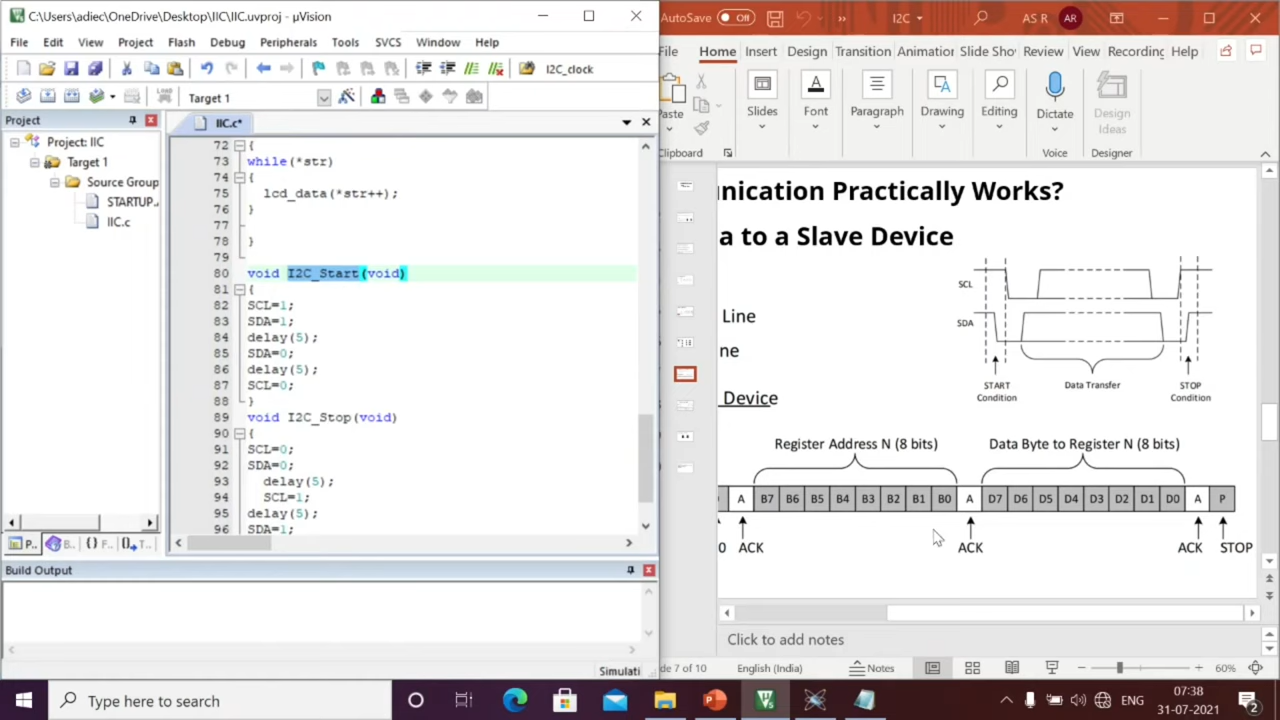 C:\Users\adiec\OneDrive\Desktop\IIC\IIC.uvproj - µVision
File Edit View Project Flash Debug Peripherals Tools SVCS Window Help
I2C_clock
Target 1
Project
IIC.c*
Project: IIC
Target 1
Source Group
STARTUP.
IIC.c
72 {
73 while(*str)
74 {
75 lcd_data(*str++);
76 }
77
78 }
79
80 void I2C_Start(void)
81 {
82 SCL=1;
83 SDA=1;
84 delay(5);
85 SDA=0;
86 delay(5);
87 SCL=0;
88 }
89 void I2C_Stop(void)
90 {
91 SCL=0;
92 SDA=0;
93 delay(5);
94 SCL=1;
95 delay(5);
96 SDA=1;
P.. B.. {} F.. T..
Build Output
Simulati
AutoSave Off I2C AS R AR
File Home Insert Design Transition Animation Slide Sho Review View Recording Help
Paste Slides Font Paragraph Drawing Editing Dictate Design Ideas
Clipboard Voice Designer
nication Practically Works?
a to a Slave Device
Line
ne
Device
SCL
SDA
START Condition
Data Transfer
STOP Condition
Register Address N (8 bits) Data Byte to Register N (8 bits)
A B7 B6 B5 B4 B3 B2 B1 B0 A D7 D6 D5 D4 D3 D2 D1 D0 A P
0 ACK ACK ACK STOP
Click to add notes
de 7 of 10 English (India) Notes 60%
Type here to search
ENG
07:38
31-07-2021
2